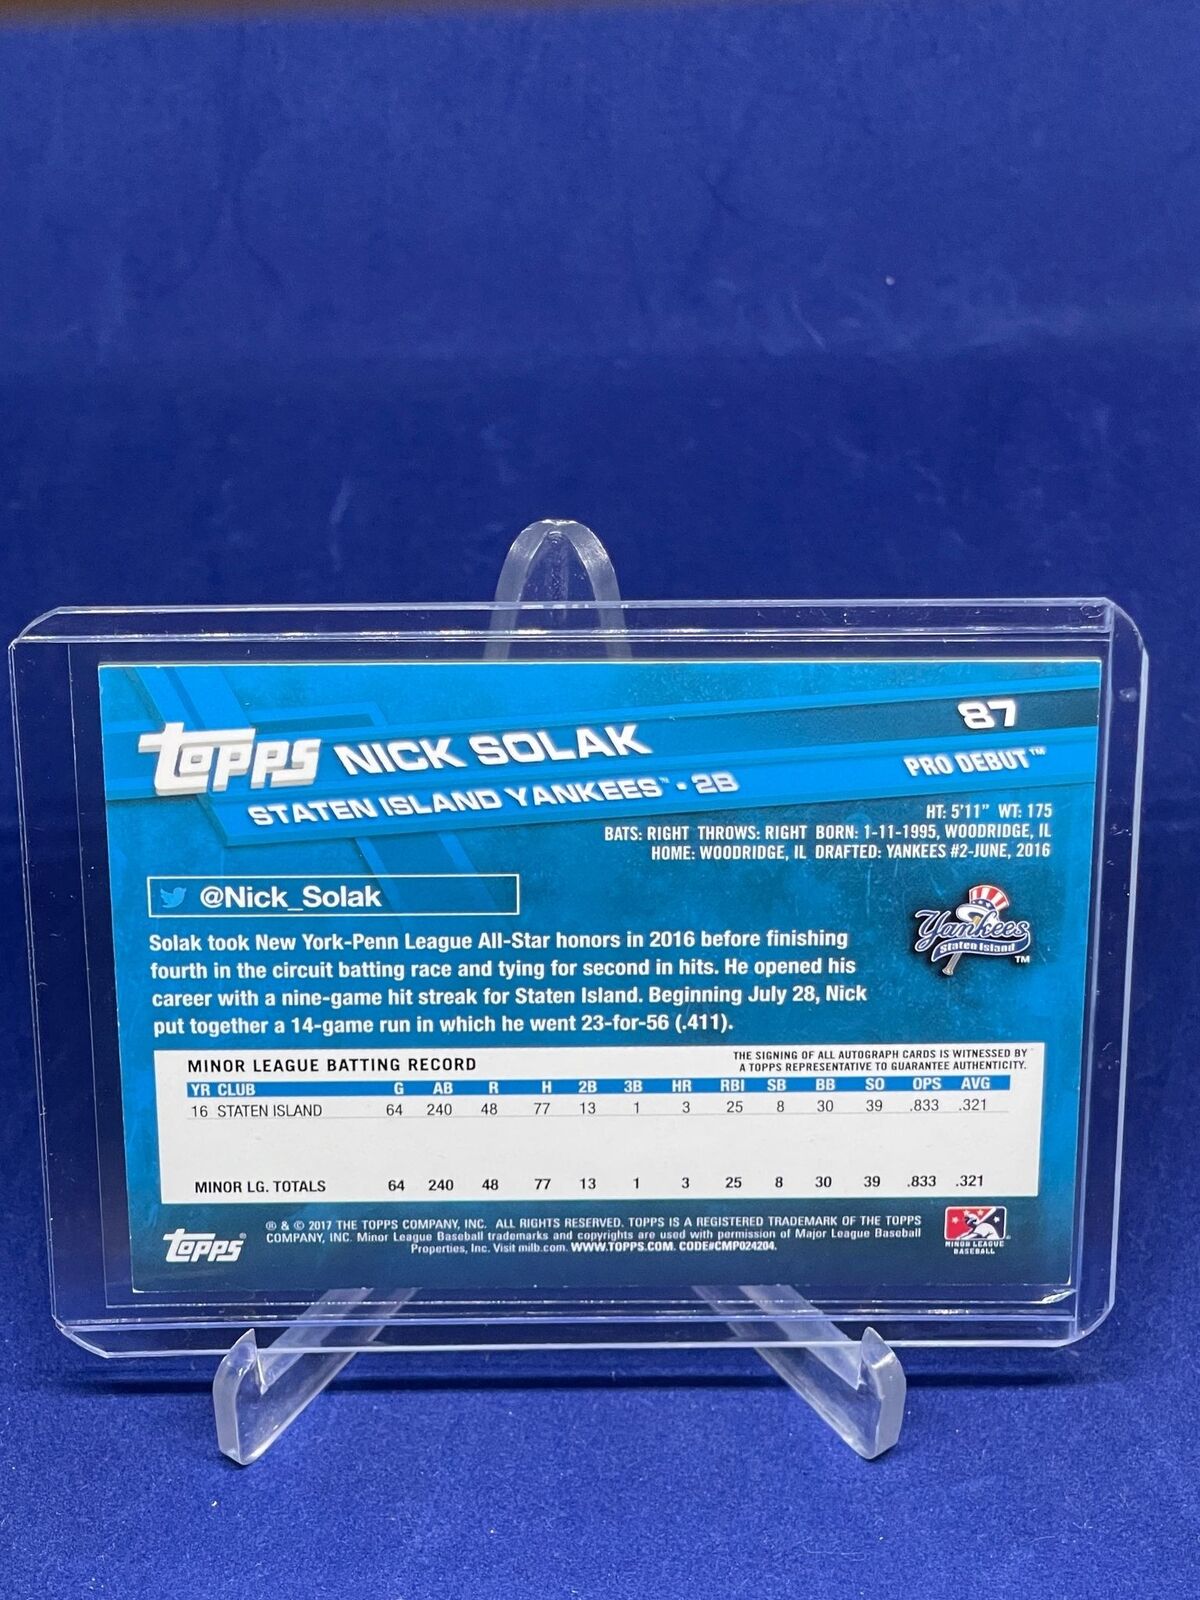 topps NICK SOLAK
87
STATEN ISLAND YANKEES™ • 2B
PRO DEBUT™
HT: 5'11" WT: 175
BATS: RIGHT THROWS: RIGHT BORN: 1-11-1995, WOODRIDGE, IL
HOME: WOODRIDGE, IL DRAFTED: YANKEES #2-JUNE, 2016
@Nick_Solak
Yankees
Staten Island
TM
Solak took New York-Penn League All-Star honors in 2016 before finishing
fourth in the circuit batting race and tying for second in hits. He opened his
career with a nine-game hit streak for Staten Island. Beginning July 28, Nick
put together a 14-game run in which he went 23-for-56 (.411).
MINOR LEAGUE BATTING RECORD
THE SIGNING OF ALL AUTOGRAPH CARDS IS WITNESSED BY
A TOPPS REPRESENTATIVE TO GUARANTEE AUTHENTICITY.
YR CLUB G AB R H 2B 3B HR RBI SB BB SO OPS AVG
16 STATEN ISLAND 64 240 48 77 13 1 3 25 8 30 39 .833 .321
MINOR LG. TOTALS 64 240 48 77 13 1 3 25 8 30 39 .833 .321
topps®
® & © 2017 THE TOPPS COMPANY, INC. ALL RIGHTS RESERVED. TOPPS IS A REGISTERED TRADEMARK OF THE TOPPS
COMPANY, INC. Minor League Baseball trademarks and copyrights are used with permission of Major League Baseball
Properties, Inc. Visit milb.com. WWW.TOPPS.COM. CODE#CMP024204.
MINOR LEAGUE
BASEBALL